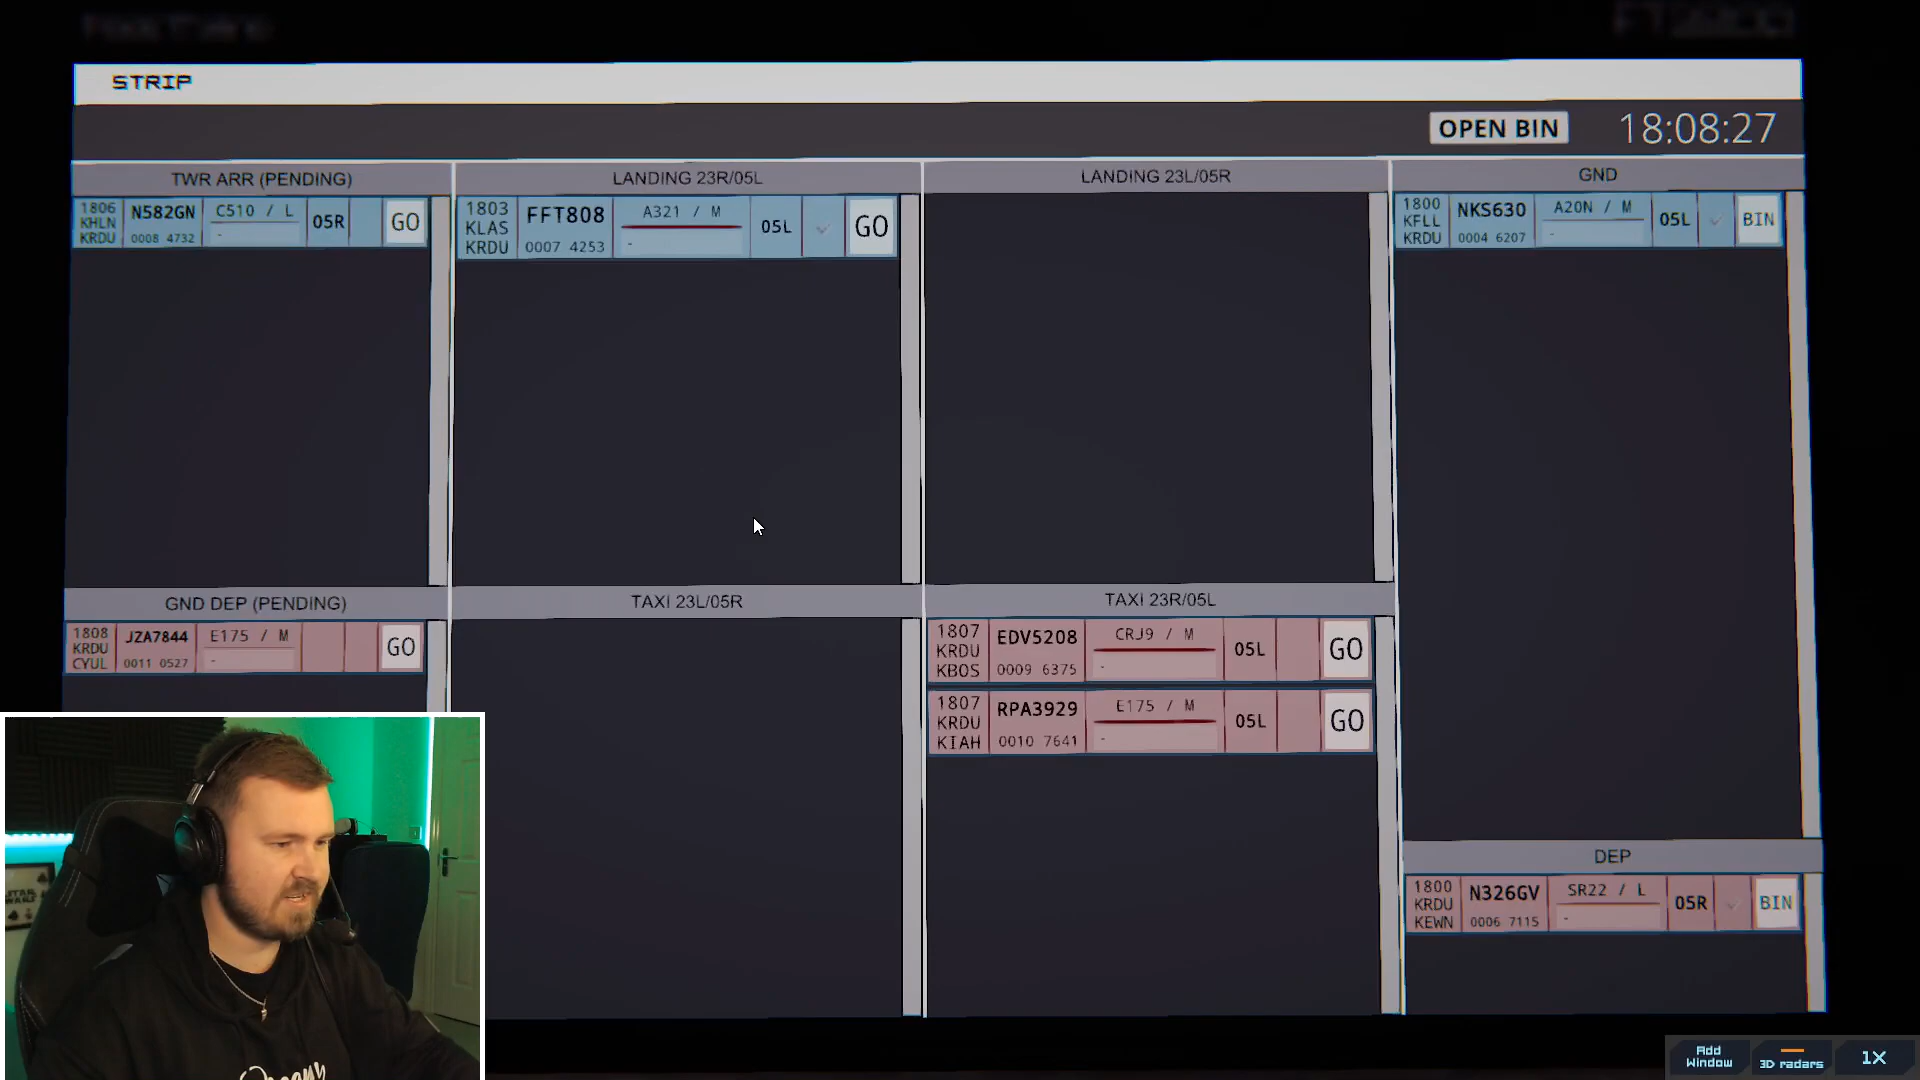 STRIP
OPEN BIN 18:08:27
TWR ARR (PENDING)
1806 N582GN C510 / L 05R GO
KHLN
KRDU 0008 4732 -
LANDING 23R/05L
1803 FFT808 A321 / M 05L GO
KLAS
KRDU 0007 4253 -
LANDING 23L/05R
GND
1800 NKS630 A20N / M 05L BIN
KFLL
KRDU 0004 6207 -
GND DEP (PENDING)
1808 JZA7844 E175 / M GO
KRDU
CYUL 0011 0527 -
TAXI 23L/05R
TAXI 23R/05L
1807 EDV5208 CRJ9 / M 05L GO
KRDU
KBOS 0009 6375 -
1807 RPA3929 E175 / M 05L GO
KRDU
KIAH 0010 7641 -
DEP
1800 N326GV SR22 / L 05R BIN
KRDU
KEWN 0006 7115 -
STAR
WARS
Add
Window
3D radars
1X